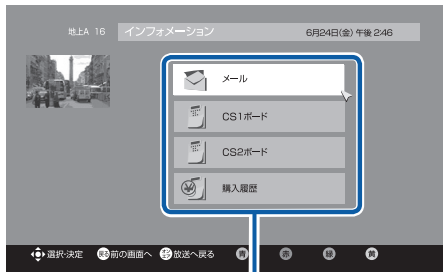 地上A 16 インフォメーション 6月24日(金) 午後 2:46
メール
CS1ボード
CS2ボード
購入履歴
選択・決定 戻る 前の画面へ 放送へ戻る 青 赤 緑 黄